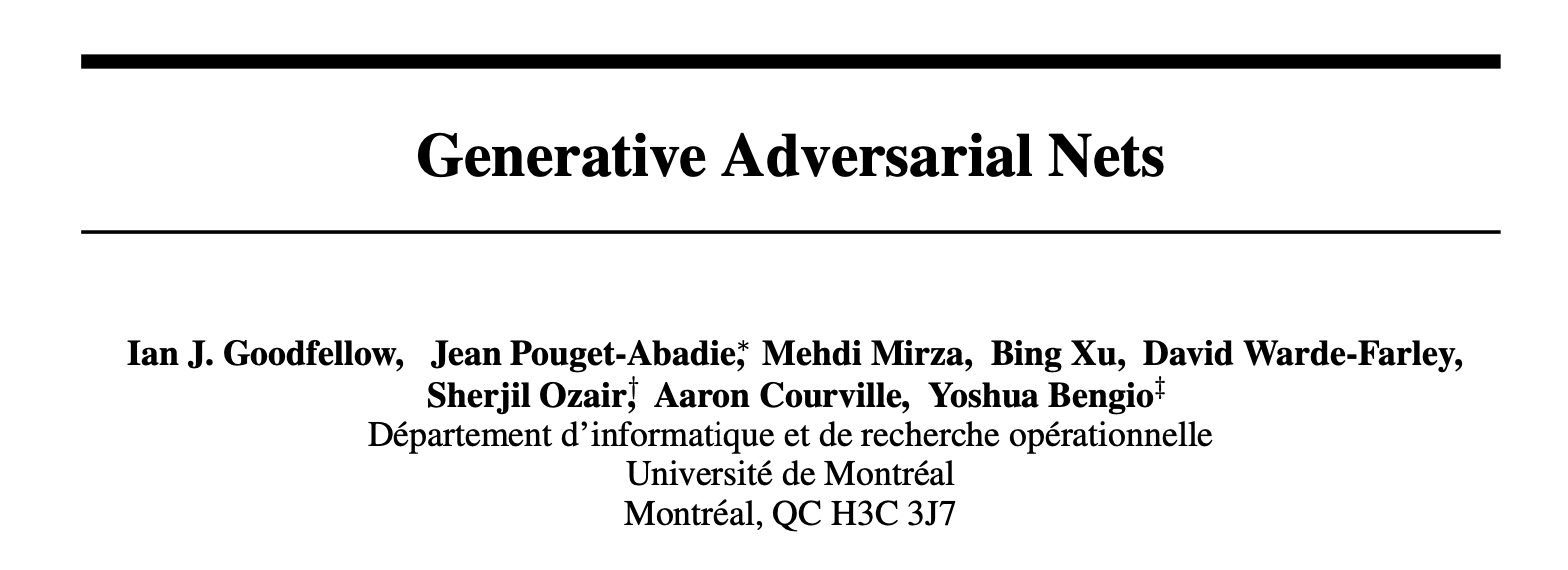 Generative Adversarial Nets
Ian J. Goodfellow, Jean Pouget-Abadie,* Mehdi Mirza, Bing Xu, David Warde-Farley,
Sherjil Ozair,† Aaron Courville, Yoshua Bengio‡
Département d'informatique et de recherche opérationnelle
Université de Montréal
Montréal, QC H3C 3J7